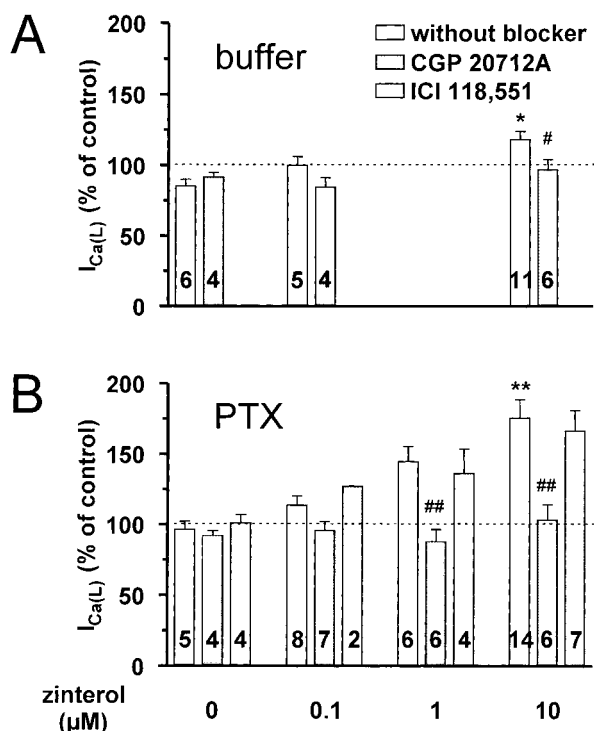 A
buffer
without blocker
CGP 20712A
ICI 118,551
I Ca(L) (% of control)
200
150
100
50
0
* #
6 4 5 4 11 6
B
PTX
I Ca(L) (% of control)
200
150
100
50
0
## ** ##
5 4 4 8 7 2 6 6 4 14 6 7
zinterol
(µM)
0 0.1 1 10